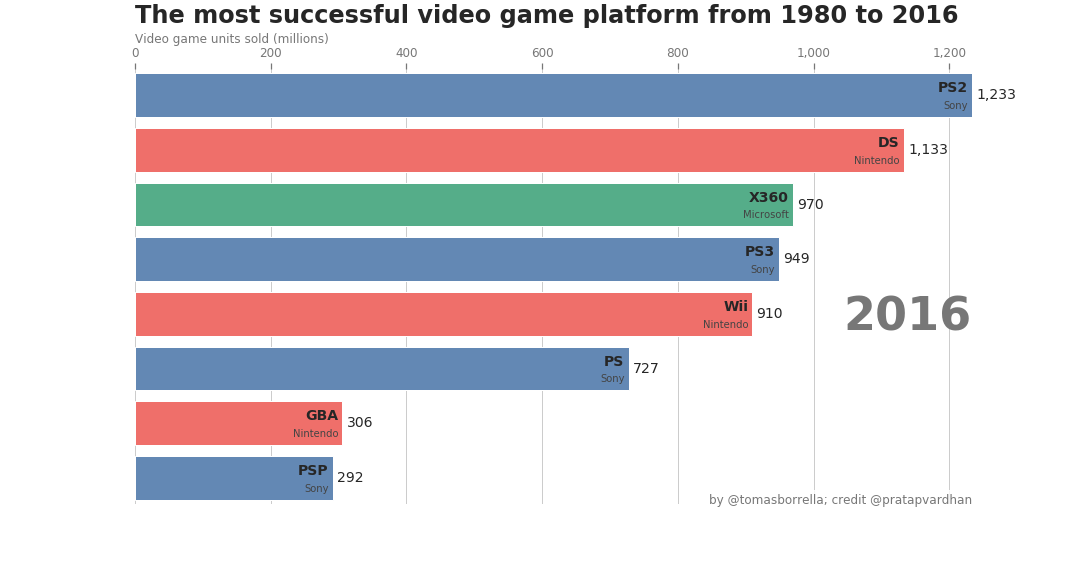 The most successful video game platform from 1980 to 2016
Video game units sold (millions)
0 200 400 600 800 1,000 1,200
PS2
Sony
1,233
DS
Nintendo
1,133
X360
Microsoft
970
PS3
Sony
949
Wii
Nintendo
910
2016
PS
Sony
727
GBA
Nintendo
306
PSP
Sony
292
by @tomasborrella; credit @pratapvardhan